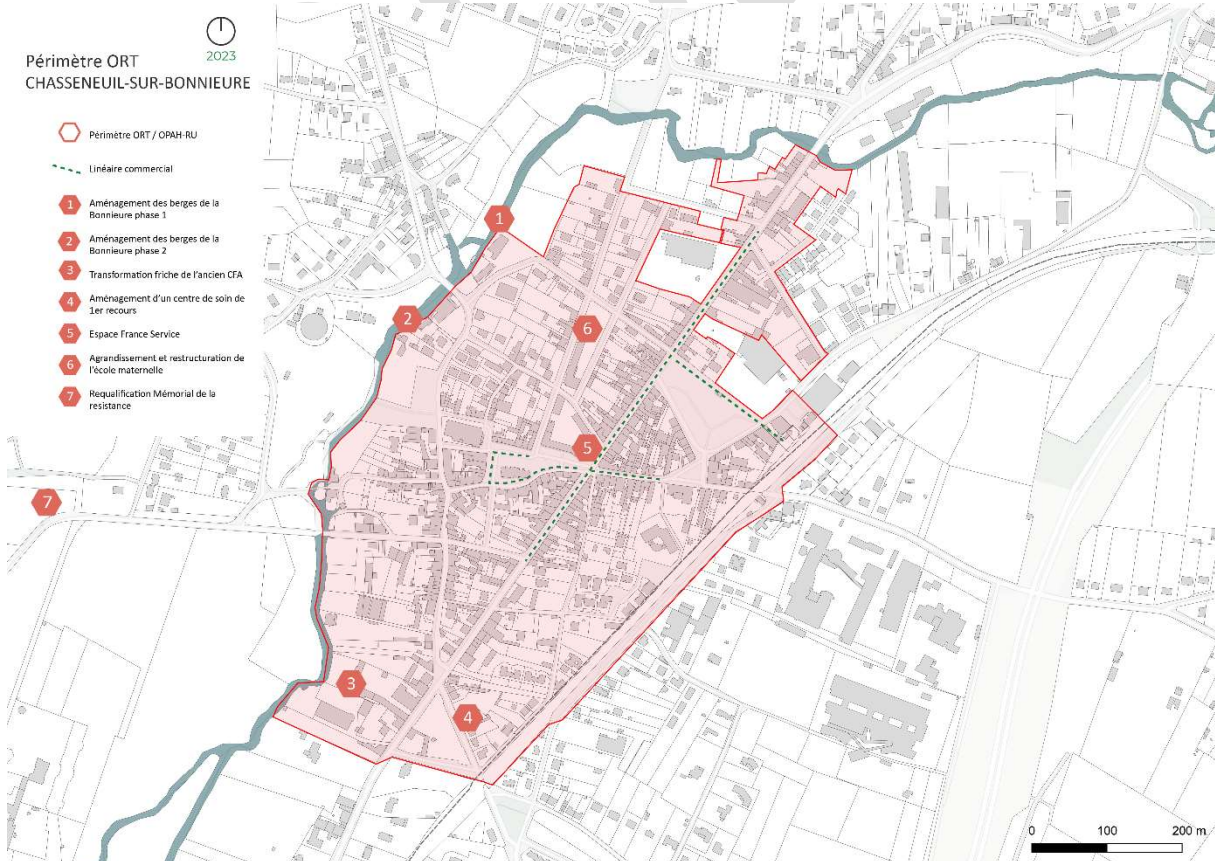 2023
Périmètre ORT
CHASSENEUIL-SUR-BONNIEURE
Périmètre ORT / OPAH-RU
Linéaire commercial
1 Aménagement des berges de la
Bonnieure phase 1
2 Aménagement des berges de la
Bonnieure phase 2
3 Transformation friche de l'ancien CFA
4 Aménagement d'un centre de soin de
1er recours
5 Espace France Service
6 Agrandissement et restructuration de
l'école maternelle
7 Requalification Mémorial de la
resistance
1
2
6
5
7
3
4
0 100 200 m